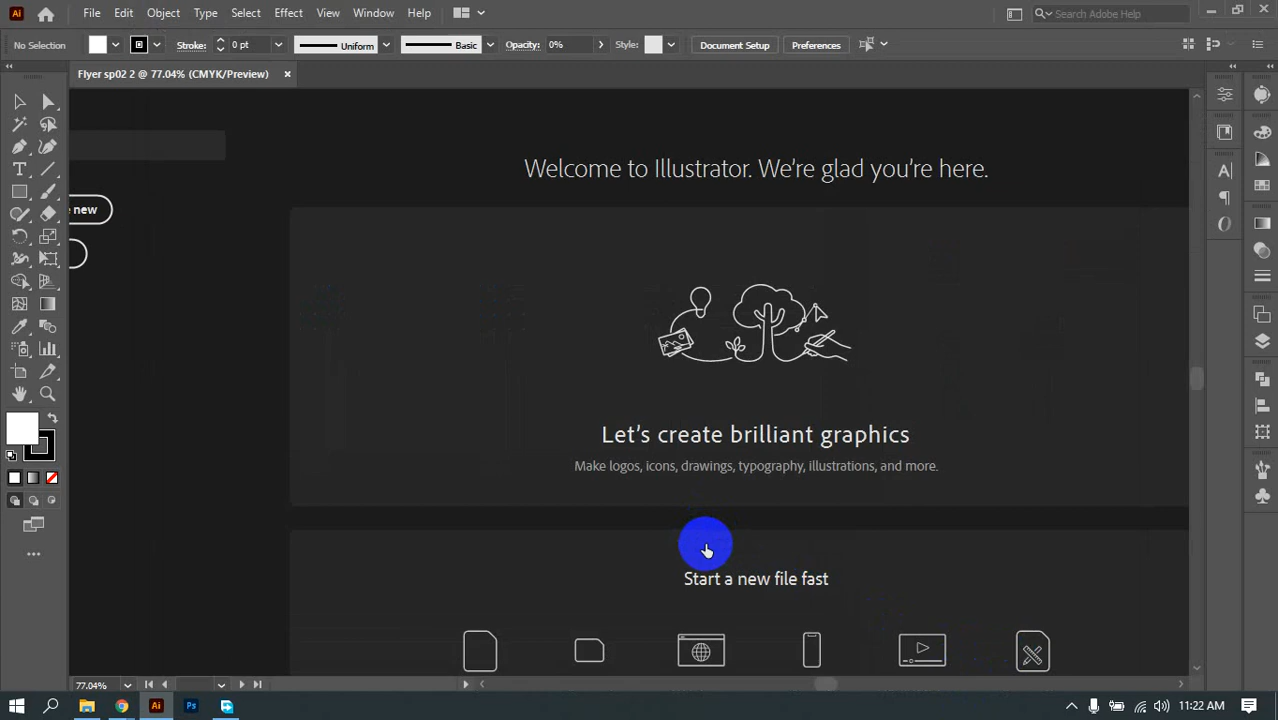 Ai File Edit Object Type Select Effect View Window Help Search Adobe Help
No Selection Stroke: 0 pt Uniform Basic Opacity: 0% Style: Document Setup Preferences
Flyer sp02 2 @ 77.04% (CMYK/Preview)
Welcome to Illustrator. We're glad you're here.
new
Let's create brilliant graphics
Make logos, icons, drawings, typography, illustrations, and more.
Start a new file fast
77.04%
Ai Ps 11:22 AM